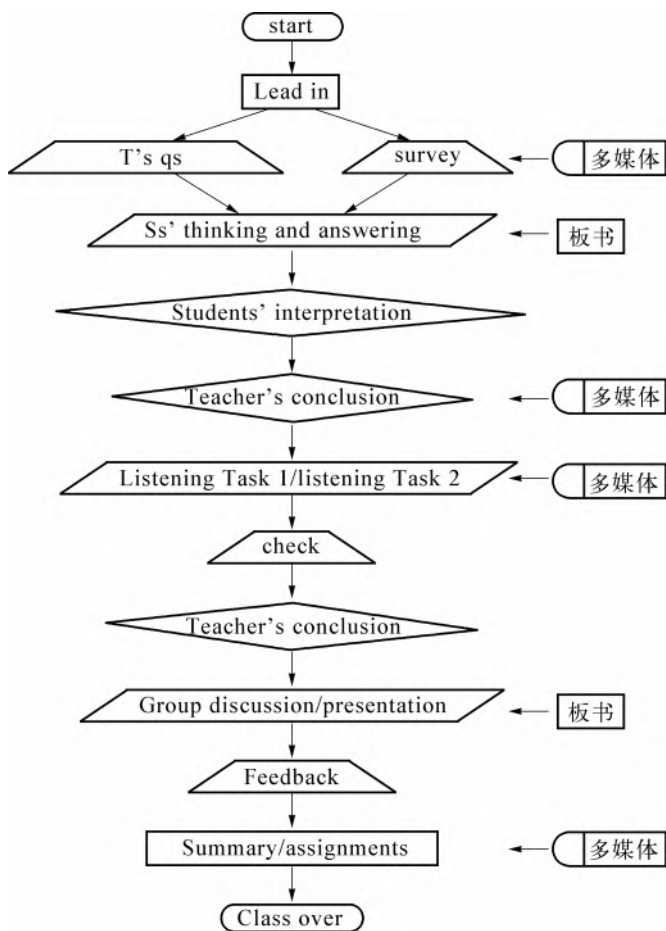 start
Lead in
T's qs
survey
多媒体
Ss' thinking and answering
板书
Students' interpretation
Teacher's conclusion
多媒体
Listening Task 1/listening Task 2
多媒体
check
Teacher's conclusion
Group discussion/presentation
板书
Feedback
Summary/assignments
多媒体
Class over